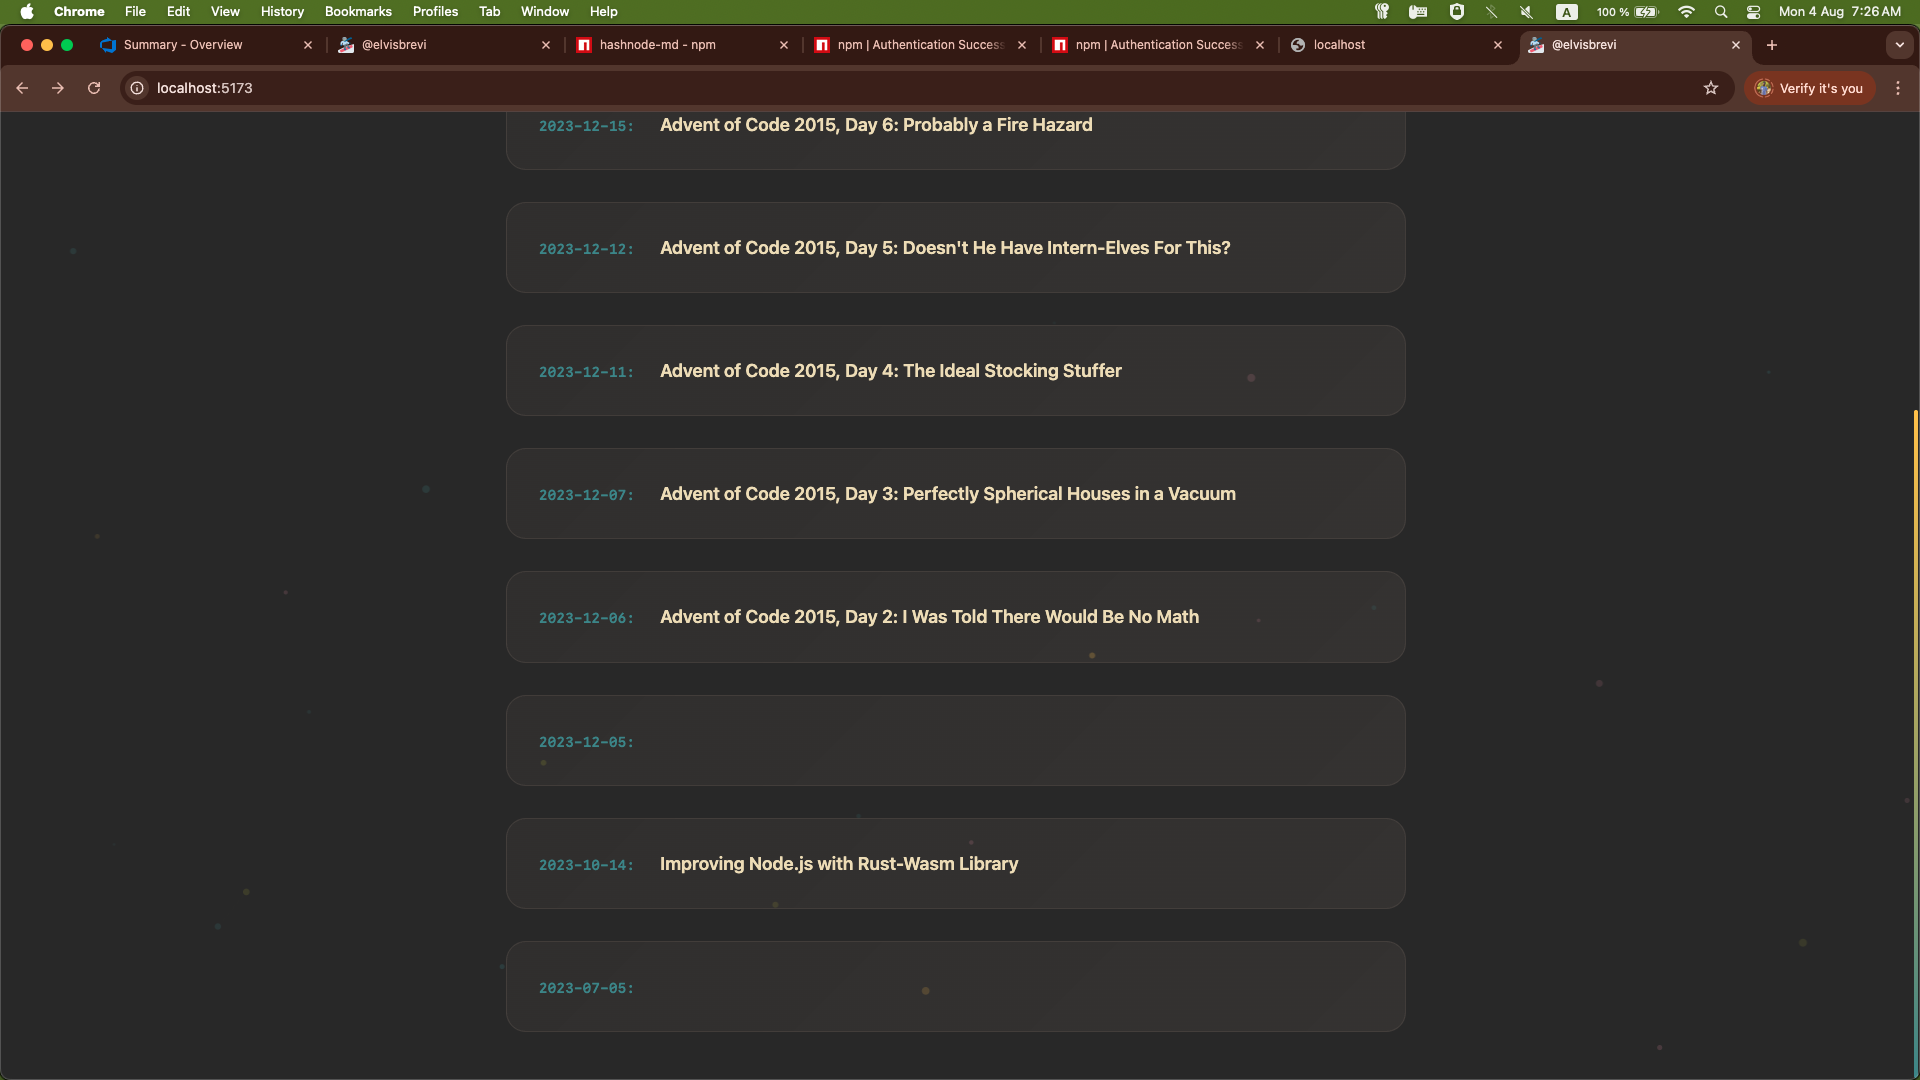 Chrome File Edit View History Bookmarks Profiles Tab Window Help A 100 % Mon 4 Aug 7:26 AM
Summary - Overview @elvisbrevi hashnode-md - npm npm | Authentication Success npm | Authentication Success localhost @elvisbrevi
localhost:5173 Verify it's you
2023-12-15: Advent of Code 2015, Day 6: Probably a Fire Hazard
2023-12-12: Advent of Code 2015, Day 5: Doesn't He Have Intern-Elves For This?
2023-12-11: Advent of Code 2015, Day 4: The Ideal Stocking Stuffer
2023-12-07: Advent of Code 2015, Day 3: Perfectly Spherical Houses in a Vacuum
2023-12-06: Advent of Code 2015, Day 2: I Was Told There Would Be No Math
2023-12-05:
2023-10-14: Improving Node.js with Rust-Wasm Library
2023-07-05: